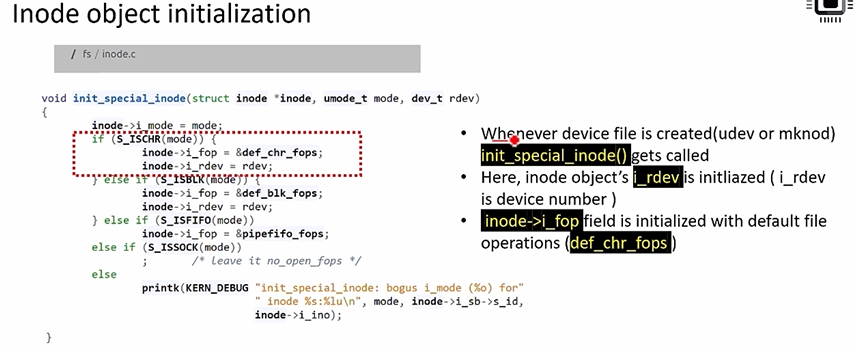 Inode object initialization
/ fs / inode.c
void init_special_inode(struct inode *inode, umode_t mode, dev_t rdev)
{
inode->i_mode = mode;
if (S_ISCHR(mode)) {
inode->i_fop = &def_chr_fops;
inode->i_rdev = rdev;
} else if (S_ISBLK(mode)) {
inode->i_fop = &def_blk_fops;
inode->i_rdev = rdev;
} else if (S_ISFIFO(mode))
inode->i_fop = &pipefifo_fops;
else if (S_ISSOCK(mode))
; /* leave it no_open_fops */
else
printk(KERN_DEBUG "init_special_inode: bogus i_mode (%o) for"
" inode %s:%lu\n", mode, inode->i_sb->s_id,
inode->i_ino);
}
• Whenever device file is created(udev or mknod)
init_special_inode() gets called
• Here, inode object's i_rdev is initliazed ( i_rdev
is device number )
• inode->i_fop field is initialized with default file
operations (def_chr_fops)